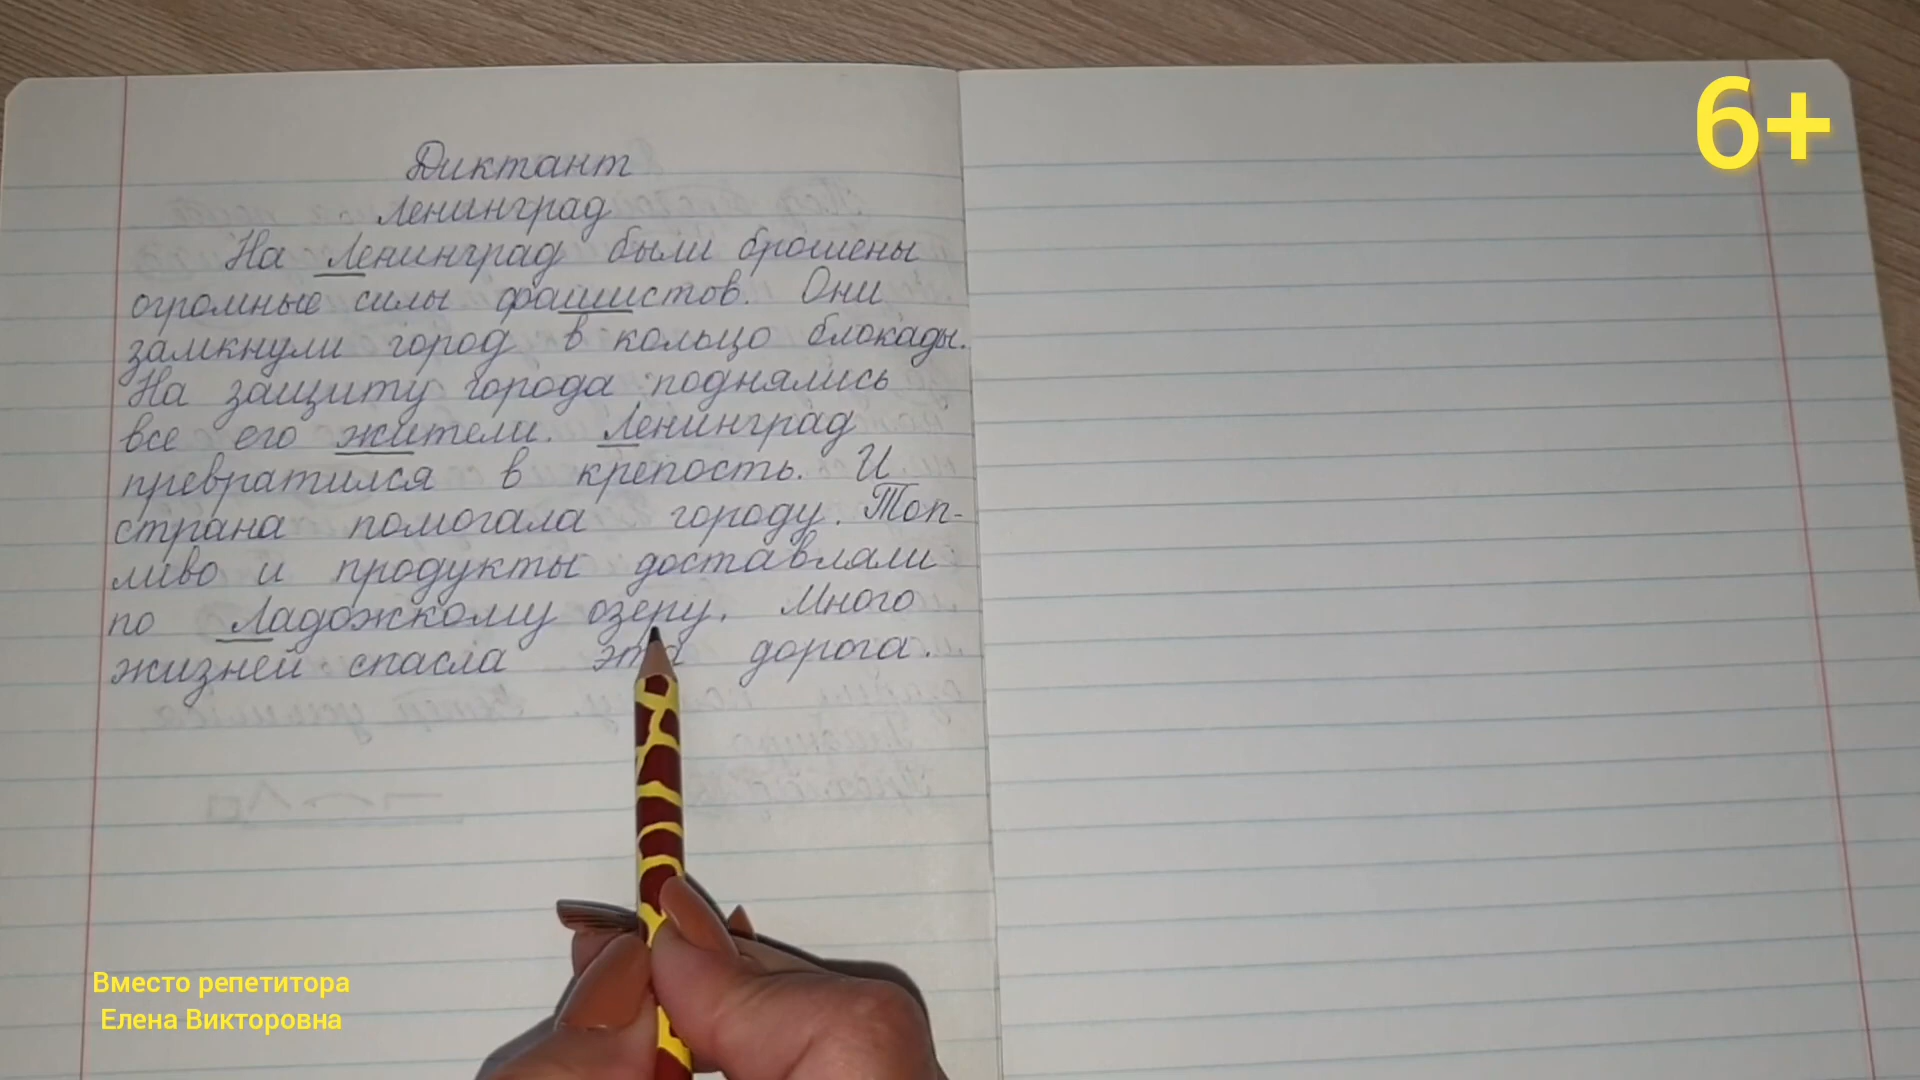 6+
Диктант
Ленинград
На Ленинград были брошены
огромные силы фашистов. Они
замкнули город в кольцо блокады.
На защиту города поднялись
все его жители. Ленинград
превратился в крепость. И
страна помогала городу. Топ-
ливо и продукты доставляли
по Ладожскому озеру. Много
жизней спасла эта дорога.
Вместо репетитора
Елена Викторовна